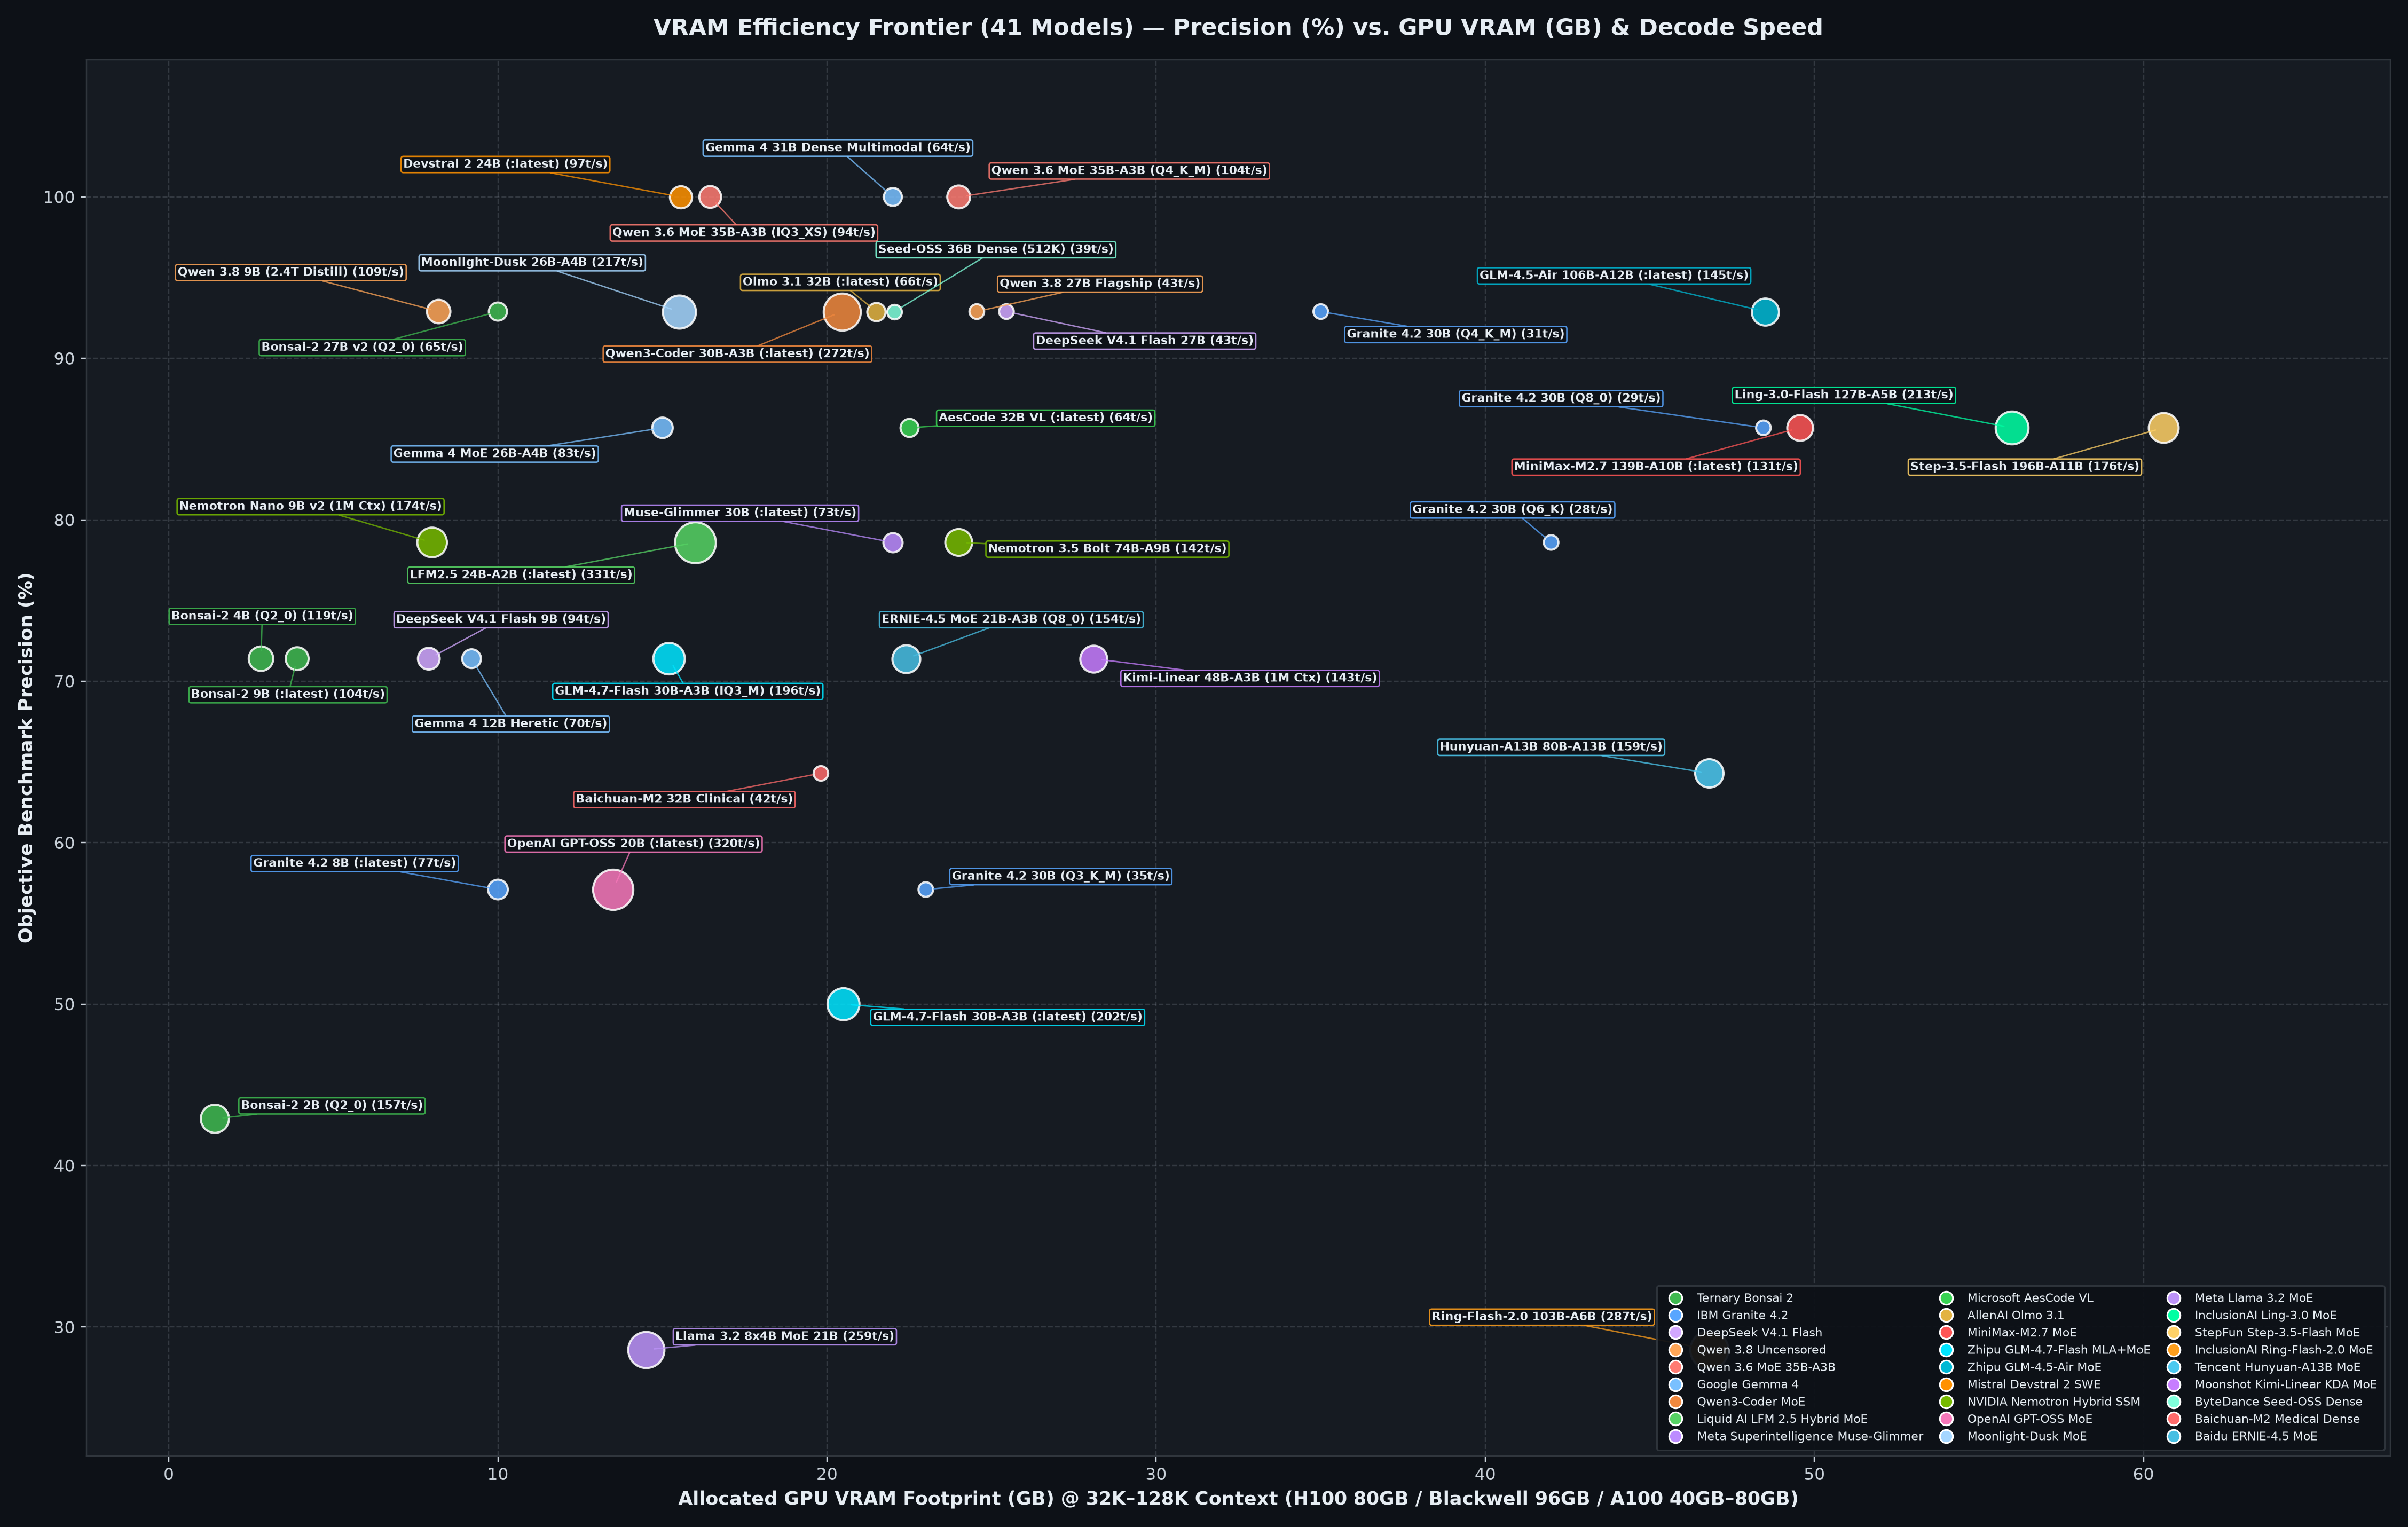 VRAM Efficiency Frontier (41 Models) — Precision (%) vs. GPU VRAM (GB) & Decode Speed
Objective Benchmark Precision (%)
100
90
80
70
60
50
40
30
Gemma 4 31B Dense Multimodal (64t/s)
Devstral 2 24B (:latest) (97t/s)
Qwen 3.6 MoE 35B-A3B (Q4_K_M) (104t/s)
Qwen 3.6 MoE 35B-A3B (IQ3_XS) (94t/s)
Seed-OSS 36B Dense (512K) (39t/s)
Moonlight-Dusk 26B-A4B (217t/s)
Qwen 3.8 9B (2.4T Distill) (109t/s)
GLM-4.5-Air 106B-A12B (:latest) (145t/s)
Olmo 3.1 32B (:latest) (66t/s)
Qwen 3.8 27B Flagship (43t/s)
Granite 4.2 30B (Q4_K_M) (31t/s)
DeepSeek V4.1 Flash 27B (43t/s)
Bonsai-2 27B v2 (Q2_0) (65t/s)
Qwen3-Coder 30B-A3B (:latest) (272t/s)
Ling-3.0-Flash 127B-A5B (213t/s)
Granite 4.2 30B (Q8_0) (29t/s)
AesCode 32B VL (:latest) (64t/s)
Gemma 4 MoE 26B-A4B (83t/s)
MiniMax-M2.7 139B-A10B (:latest) (131t/s)
Step-3.5-Flash 196B-A11B (176t/s)
Nemotron Nano 9B v2 (1M Ctx) (174t/s)
Granite 4.2 30B (Q6_K) (28t/s)
Muse-Glimmer 30B (:latest) (73t/s)
Nemotron 3.5 Bolt 74B-A9B (142t/s)
LFM2.5 24B-A2B (:latest) (331t/s)
Bonsai-2 4B (Q2_0) (119t/s)
DeepSeek V4.1 Flash 9B (94t/s)
ERNIE-4.5 MoE 21B-A3B (Q8_0) (154t/s)
Kimi-Linear 48B-A3B (1M Ctx) (143t/s)
GLM-4.7-Flash 30B-A3B (IQ3_M) (196t/s)
Bonsai-2 9B (:latest) (104t/s)
Gemma 4 12B Heretic (70t/s)
Hunyuan-A13B 80B-A13B (159t/s)
Baichuan-M2 32B Clinical (42t/s)
OpenAI GPT-OSS 20B (:latest) (320t/s)
Granite 4.2 8B (:latest) (77t/s)
Granite 4.2 30B (Q3_K_M) (35t/s)
GLM-4.7-Flash 30B-A3B (:latest) (202t/s)
Bonsai-2 2B (Q2_0) (157t/s)
Ring-Flash-2.0 103B-A6B (287t/s)
Llama 3.2 8x4B MoE 21B (259t/s)
Ternary Bonsai 2
IBM Granite 4.2
DeepSeek V4.1 Flash
Qwen 3.8 Uncensored
Qwen 3.6 MoE 35B-A3B
Google Gemma 4
Qwen3-Coder MoE
Liquid AI LFM 2.5 Hybrid MoE
Meta Superintelligence Muse-Glimmer
Microsoft AesCode VL
AllenAI Olmo 3.1
MiniMax-M2.7 MoE
Zhipu GLM-4.7-Flash MLA+MoE
Zhipu GLM-4.5-Air MoE
Mistral Devstral 2 SWE
NVIDIA Nemotron Hybrid SSM
OpenAI GPT-OSS MoE
Moonlight-Dusk MoE
Meta Llama 3.2 MoE
InclusionAI Ling-3.0 MoE
StepFun Step-3.5-Flash MoE
InclusionAI Ring-Flash-2.0 MoE
Tencent Hunyuan-A13B MoE
Moonshot Kimi-Linear KDA MoE
ByteDance Seed-OSS Dense
Baichuan-M2 Medical Dense
Baidu ERNIE-4.5 MoE
0
10
20
30
40
50
60
Allocated GPU VRAM Footprint (GB) @ 32K–128K Context (H100 80GB / Blackwell 96GB / A100 40GB–80GB)